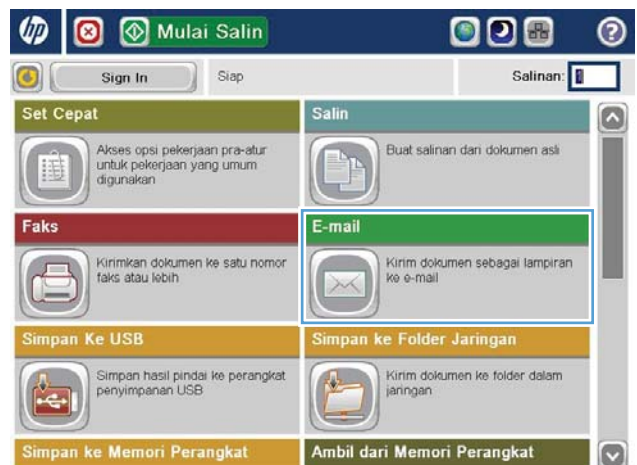 hp
Mulai Salin
?
Sign In
Siap
Salinan: 1
Set Cepat
Akses opsi pekerjaan pra-atur
untuk pekerjaan yang umum
digunakan
Salin
Buat salinan dari dokumen asli
Faks
Kirimkan dokumen ke satu nomor
faks atau lebih
E-mail
Kirim dokumen sebagai lampiran
ke e-mail
Simpan Ke USB
Simpan hasil pindai ke perangkat
penyimpanan USB
Simpan ke Folder Jaringan
Kirim dokumen ke folder dalam
jaringan
Simpan ke Memori Perangkat
Ambil dari Memori Perangkat